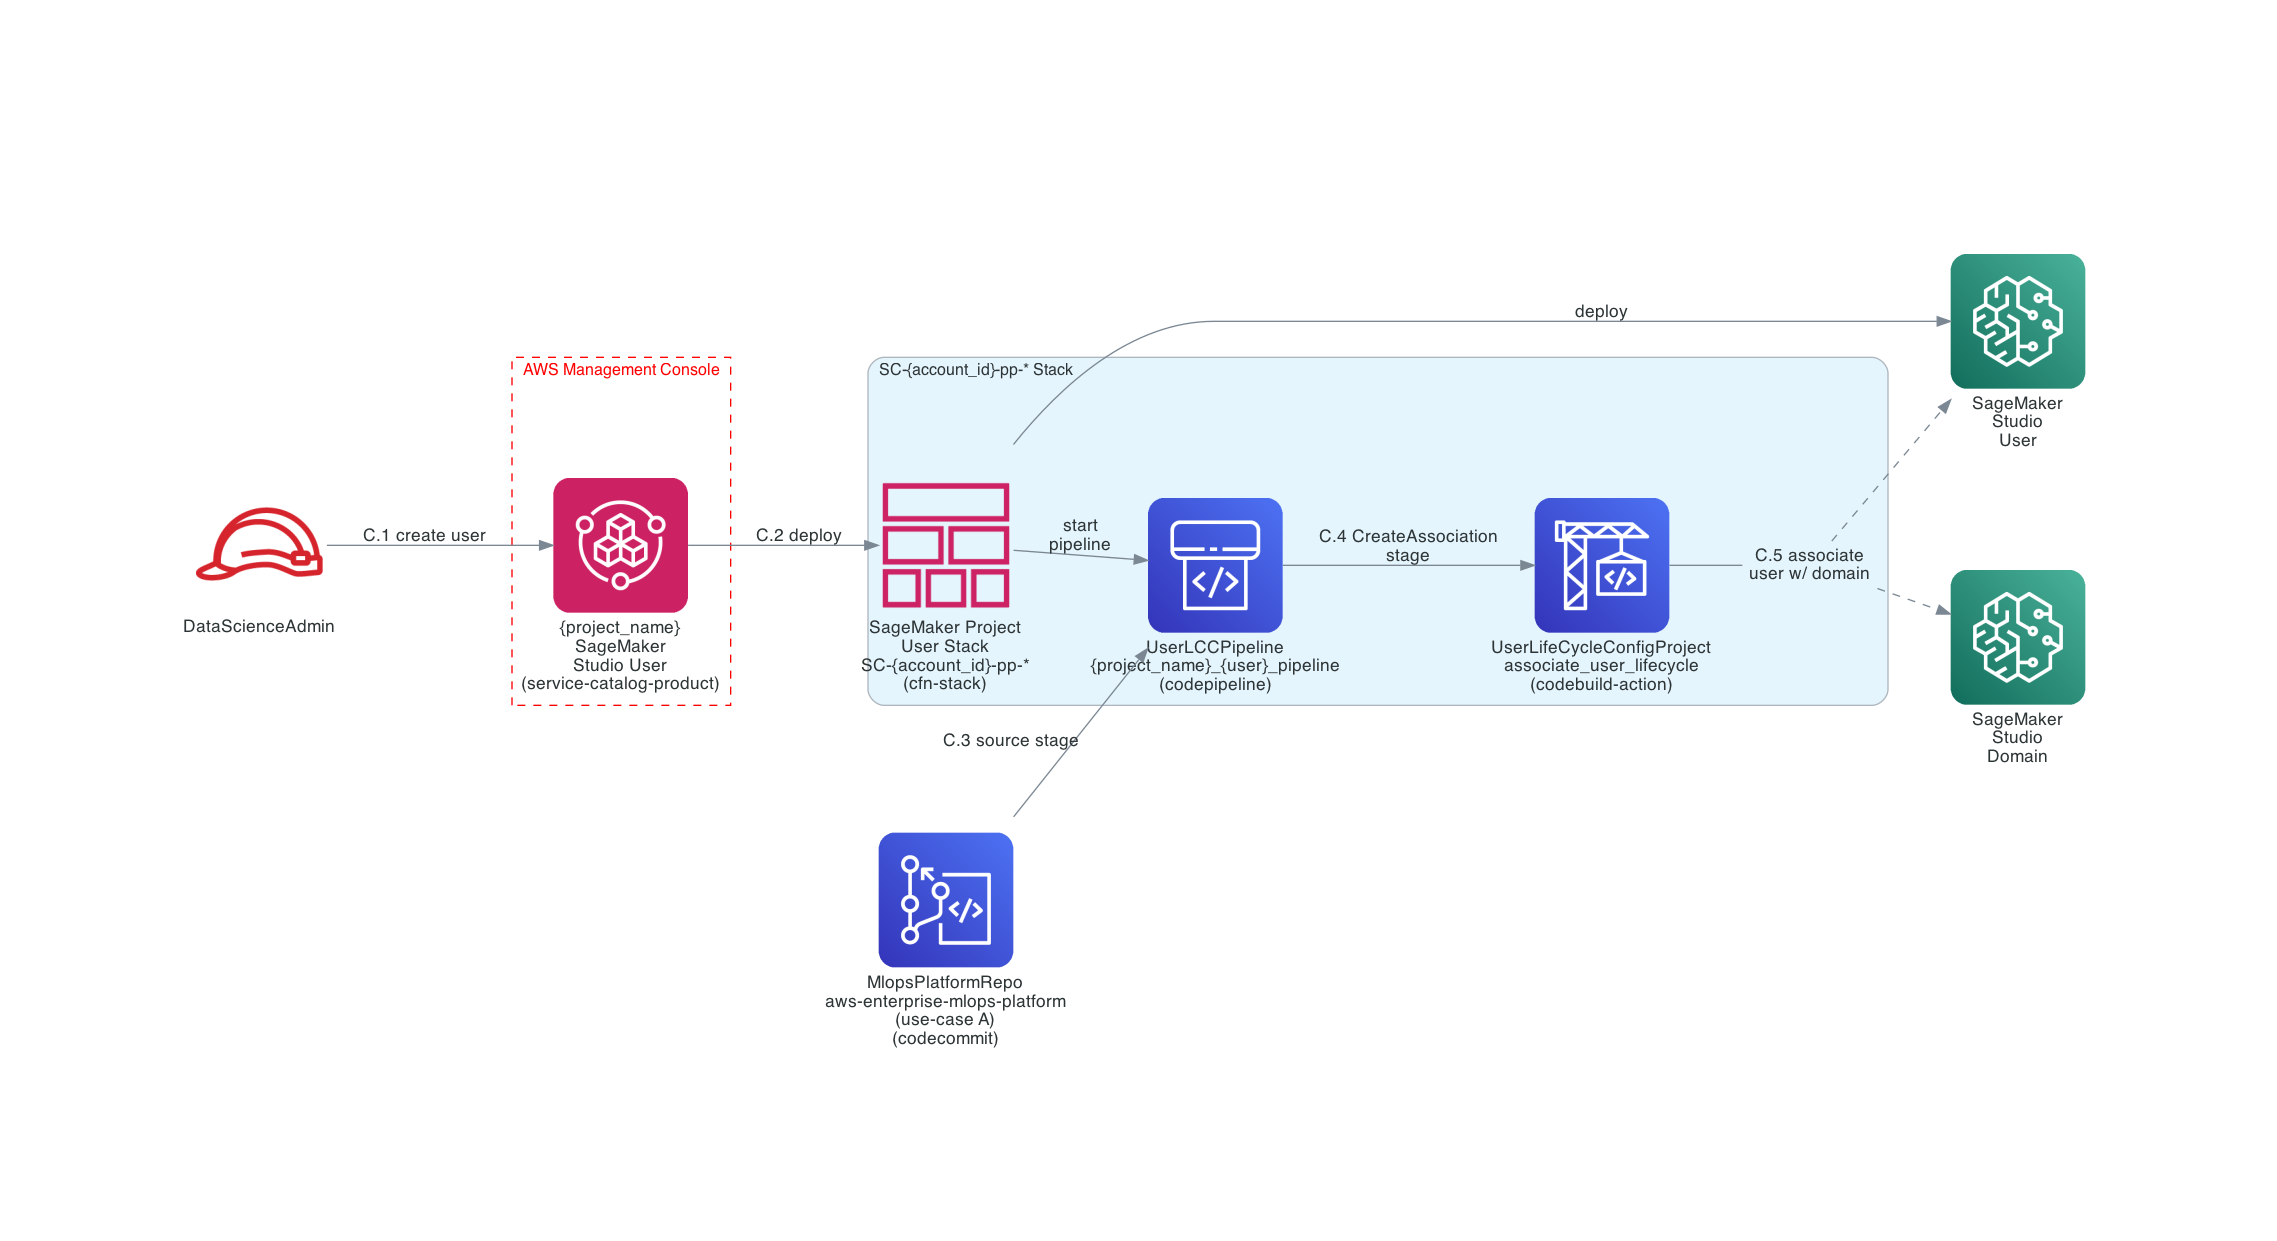 deploy
AWS Management Console
SC-{account_id}-pp-* Stack
SageMaker
Studio
User
C.1 create user
C.2 deploy
start
pipeline
C.4 CreateAssociation
stage
C.5 associate
user w/ domain
DataScienceAdmin
{project_name}
SageMaker
Studio User
(service-catalog-product)
SageMaker Project
User Stack
SC-{account_id}-pp-*
(cfn-stack)
UserLCCPipeline
{project_name}_{user}_pipeline
(codepipeline)
UserLifeCycleConfigProject
associate_user_lifecycle
(codebuild-action)
SageMaker
Studio
Domain
C.3 source stage
MlopsPlatformRepo
aws-enterprise-mlops-platform
(use-case A)
(codecommit)